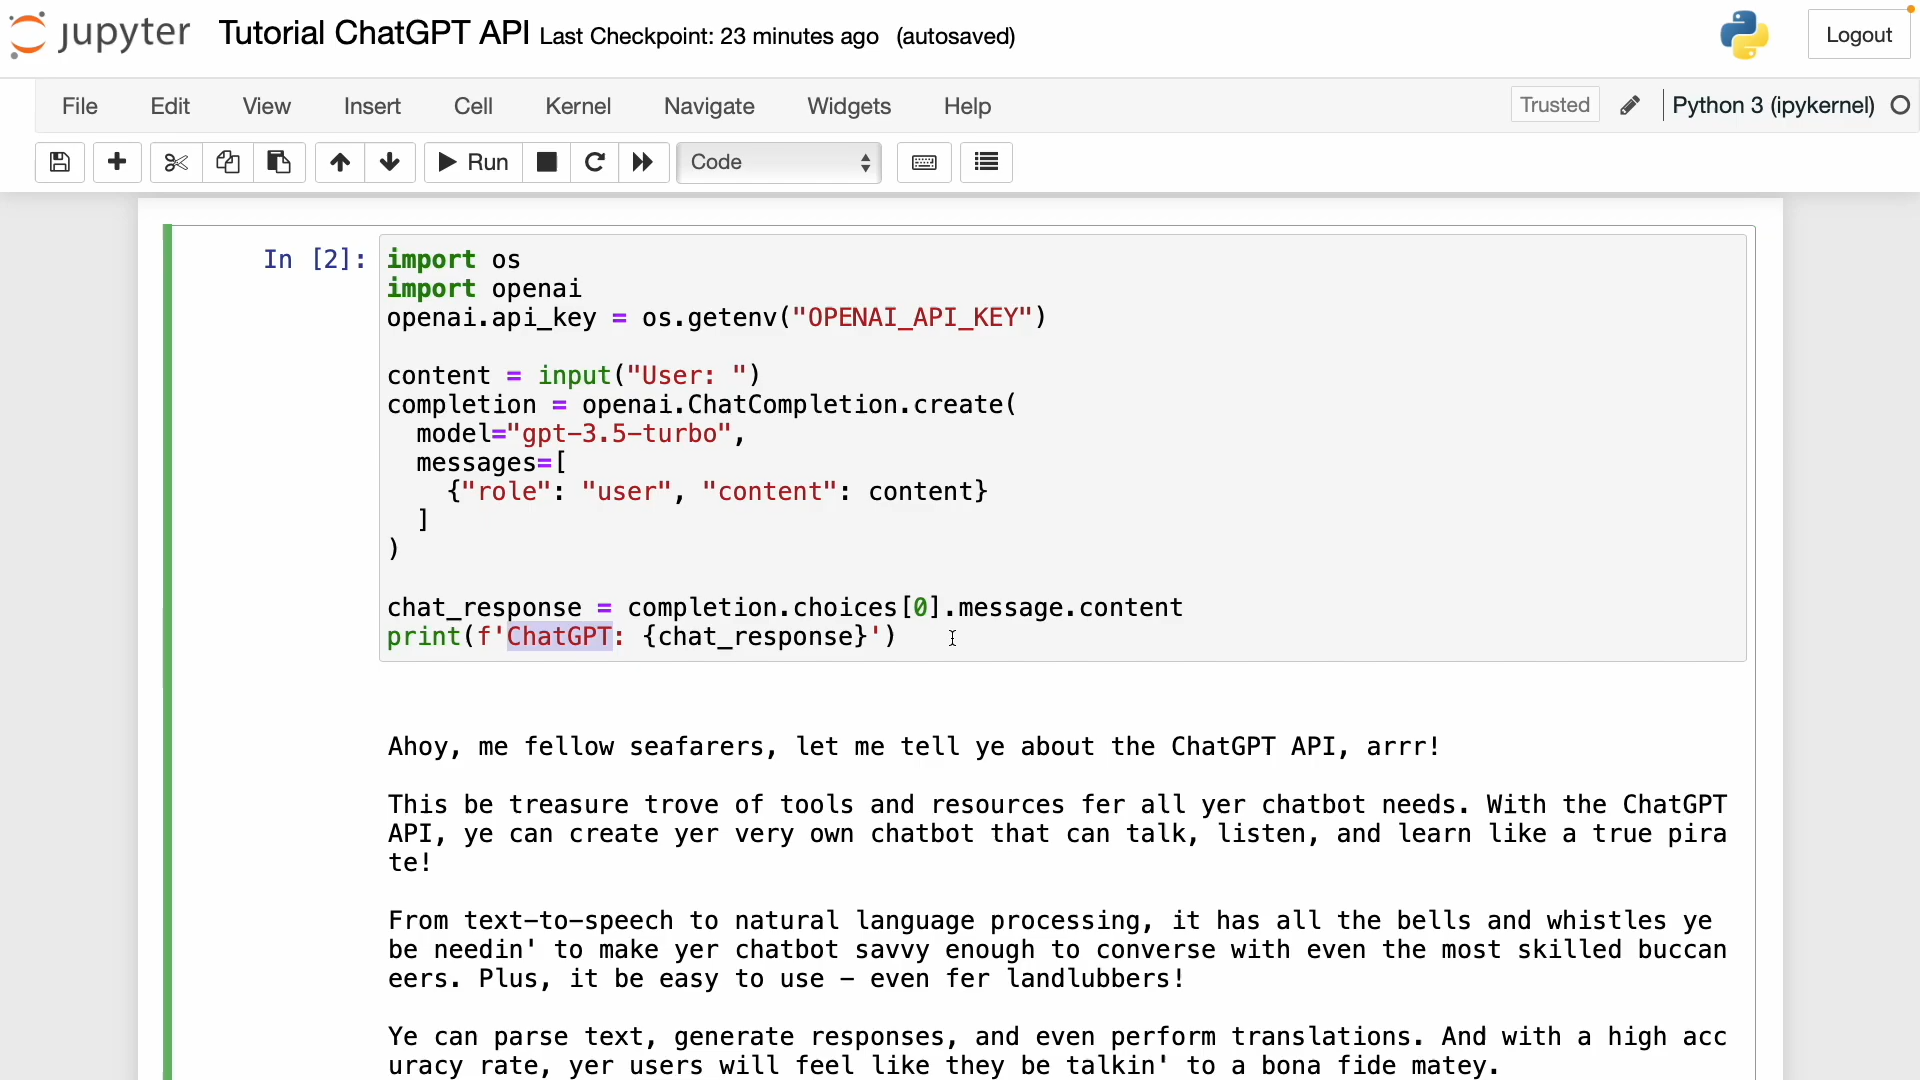 jupyter Tutorial ChatGPT API Last Checkpoint: 23 minutes ago (autosaved) Logout
File Edit View Insert Cell Kernel Navigate Widgets Help Trusted Python 3 (ipykernel)
Run Code
In [2]: import os
import openai
openai.api_key = os.getenv("OPENAI_API_KEY")
content = input("User: ")
completion = openai.ChatCompletion.create(
  model="gpt-3.5-turbo",
  messages=[
    {"role": "user", "content": content}
  ]
)
chat_response = completion.choices[0].message.content
print(f'ChatGPT: {chat_response}')
Ahoy, me fellow seafarers, let me tell ye about the ChatGPT API, arrr!
This be treasure trove of tools and resources fer all yer chatbot needs. With the ChatGPT
API, ye can create yer very own chatbot that can talk, listen, and learn like a true pira
te!
From text-to-speech to natural language processing, it has all the bells and whistles ye
be needin' to make yer chatbot savvy enough to converse with even the most skilled buccan
eers. Plus, it be easy to use – even fer landlubbers!
Ye can parse text, generate responses, and even perform translations. And with a high acc
uracy rate, yer users will feel like they be talkin' to a bona fide matey.